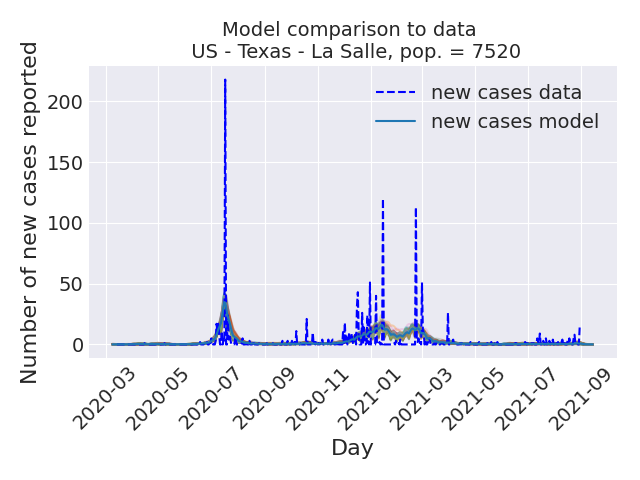 Model comparison to data
US - Texas - La Salle, pop. = 7520
Number of new cases reported
200
150
100
50
0
new cases data
new cases model
2020-03
2020-05
2020-07
2020-09
2020-11
2021-01
2021-03
2021-05
2021-07
2021-09
Day